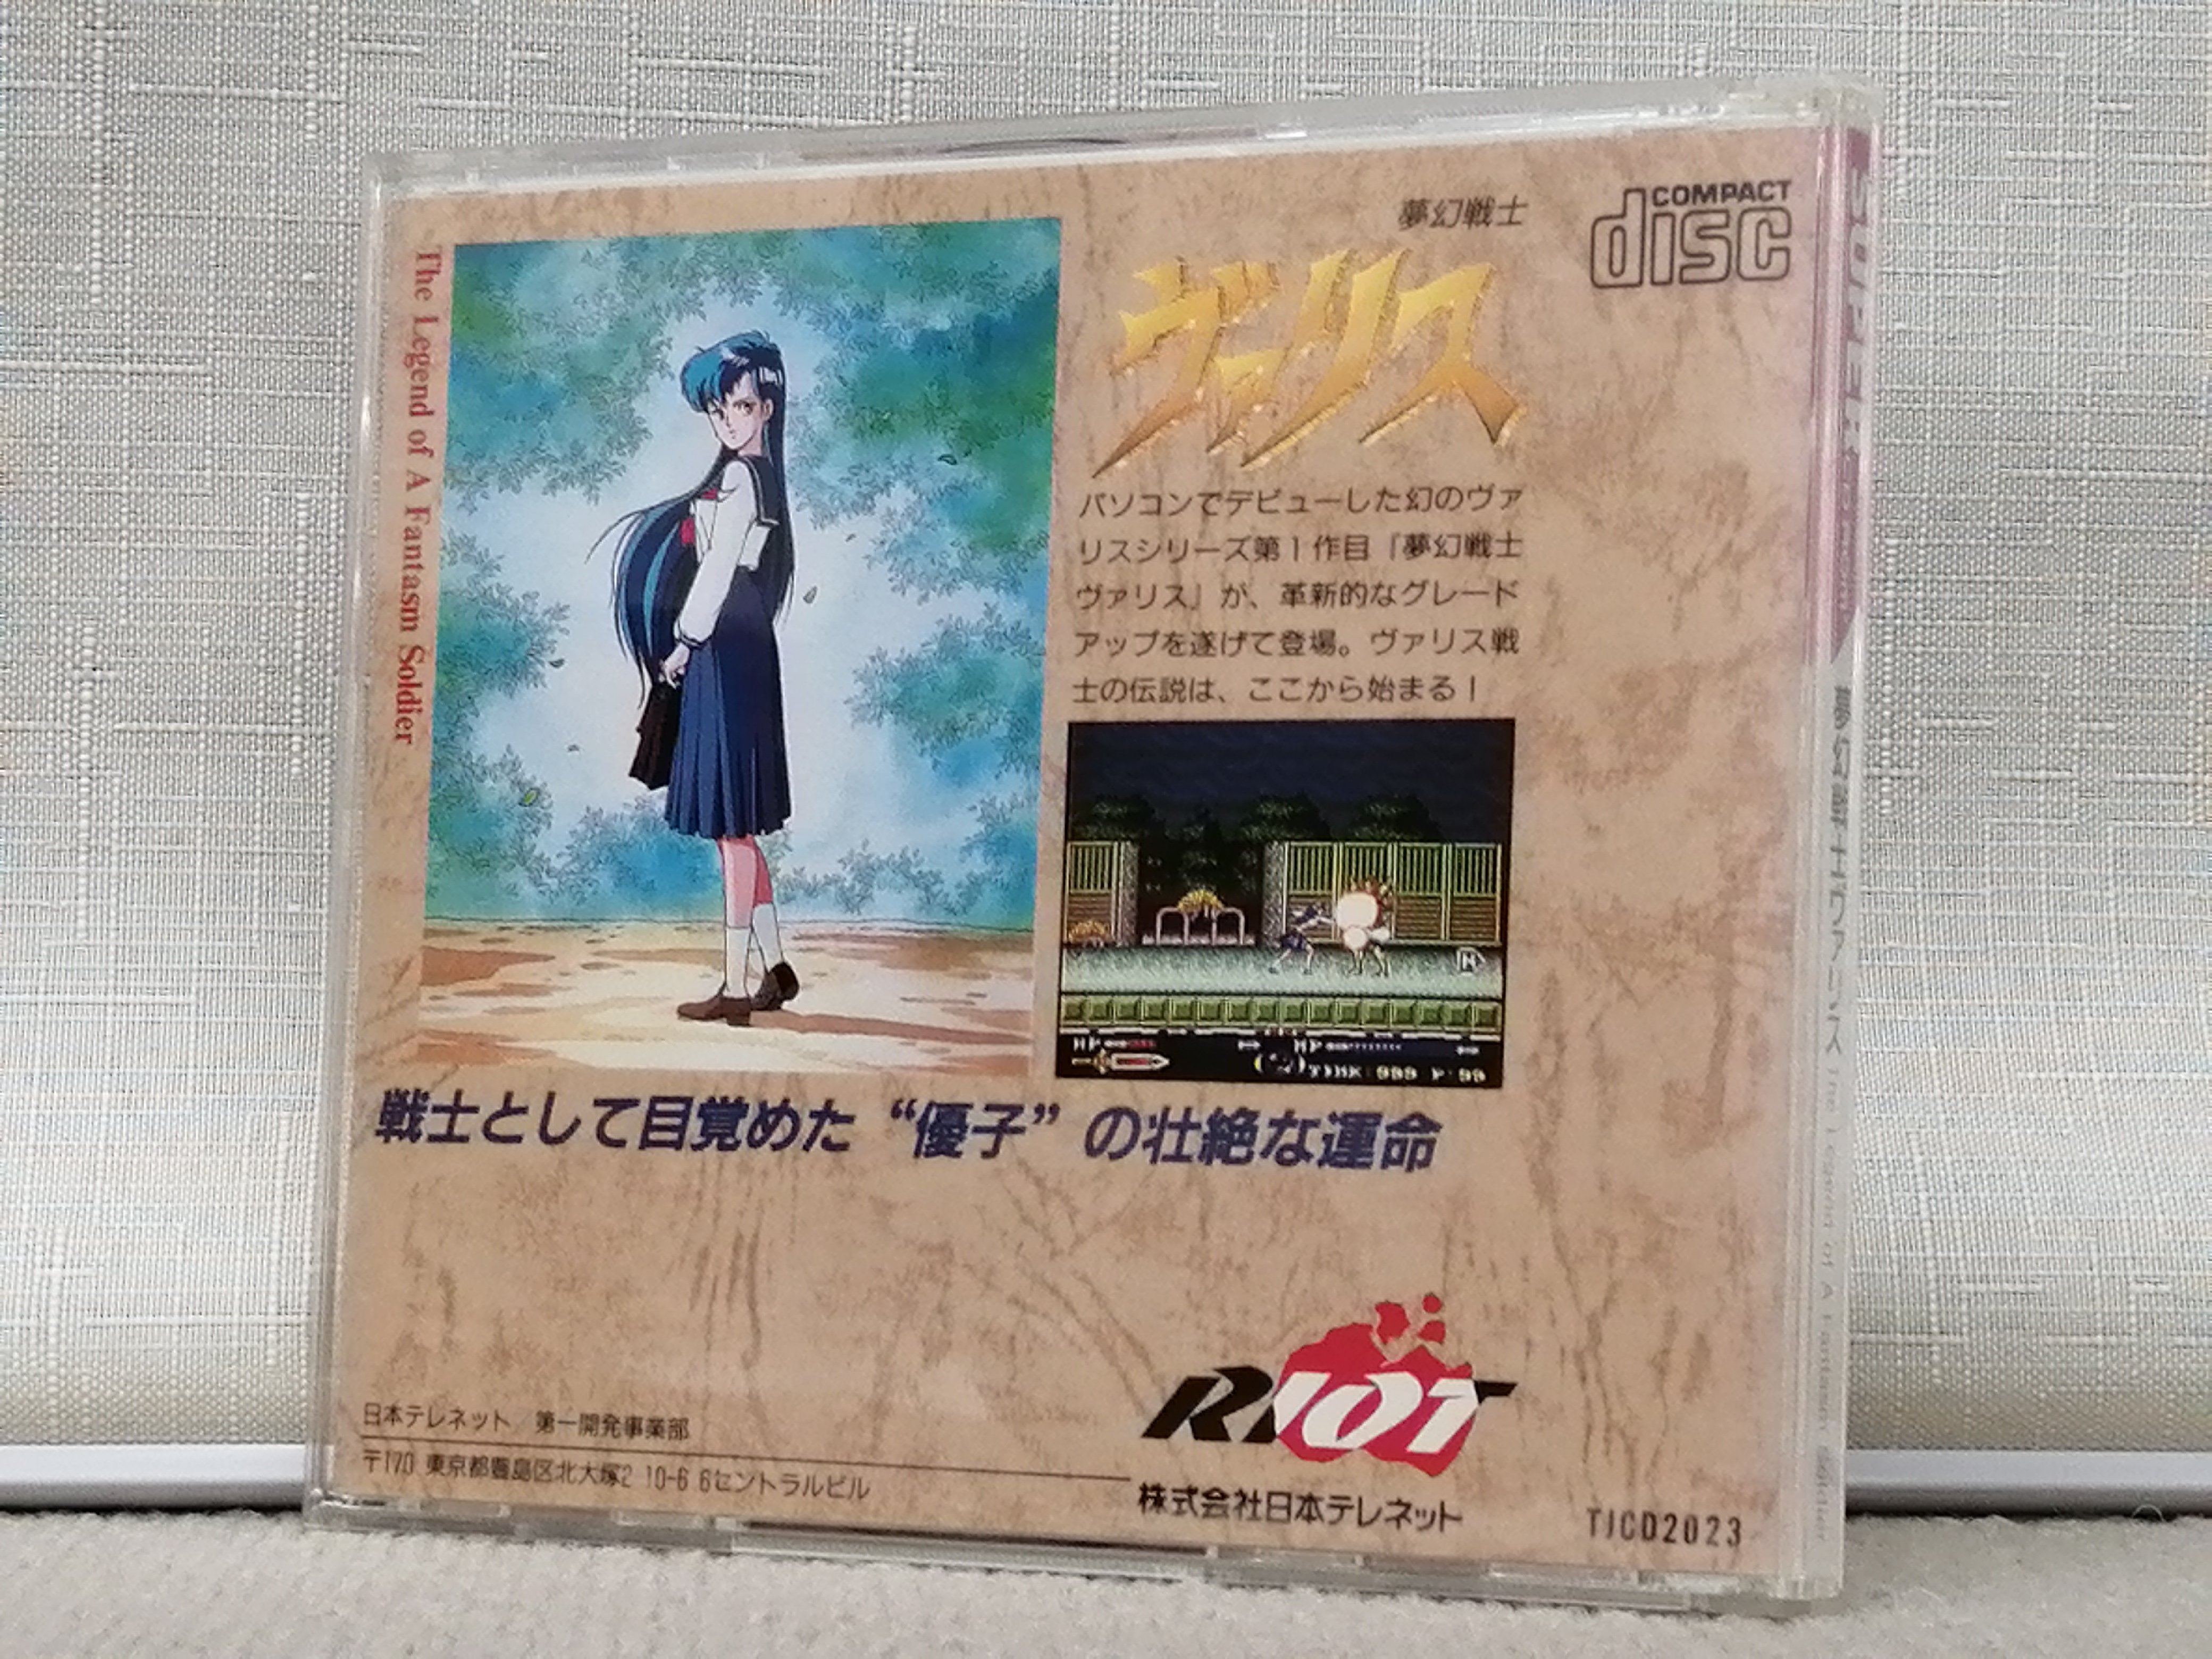 COMPACT
disc
夢幻戦士
ヴァリス
The Legend of A Fantasm Soldier
パソコンでデビューした幻のヴァ
リスシリーズ第1作目「夢幻戦士
ヴァリス」が、革新的なグレード
アップを遂げて登場。ヴァリス戦
士の伝説は、ここから始まる！
戦士として目覚めた“優子”の壮絶な運命
RIOT
日本テレネット 第一開発事業部
〒170 東京都豊島区北大塚2 10-6 6セントラルビル
株式会社日本テレネット
TJCD2023
SUPER
夢幻戦士ヴァリス The Legend of A Fantasm Soldier